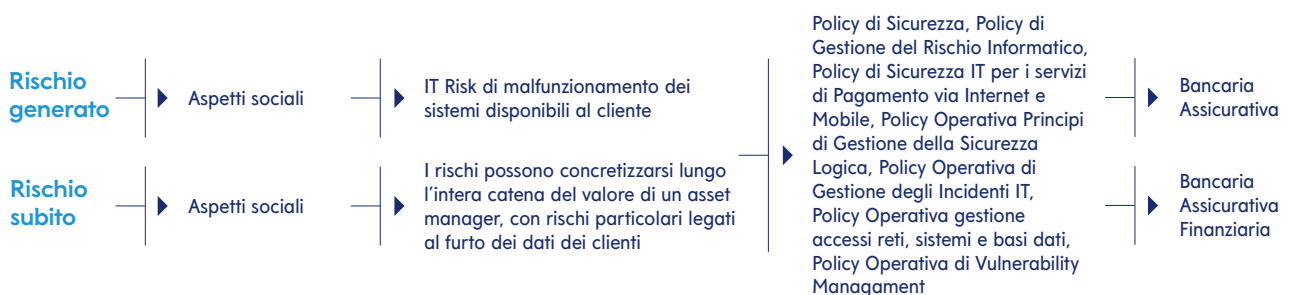 Rischio
generato
Aspetti sociali
IT Risk di malfunzionamento dei
sistemi disponibili al cliente
Rischio
subito
Aspetti sociali
I rischi possono concretizzarsi lungo
l'intera catena del valore di un asset
manager, con rischi particolari legati
al furto dei dati dei clienti
Policy di Sicurezza, Policy di
Gestione del Rischio Informatico,
Policy di Sicurezza IT per i servizi
di Pagamento via Internet e
Mobile, Policy Operativa Principi
di Gestione della Sicurezza
Logica, Policy Operativa di
Gestione degli Incidenti IT,
Policy Operativa gestione
accessi reti, sistemi e basi dati,
Policy Operativa di Vulnerability
Managament
Bancaria
Assicurativa
Bancaria
Assicurativa
Finanziaria